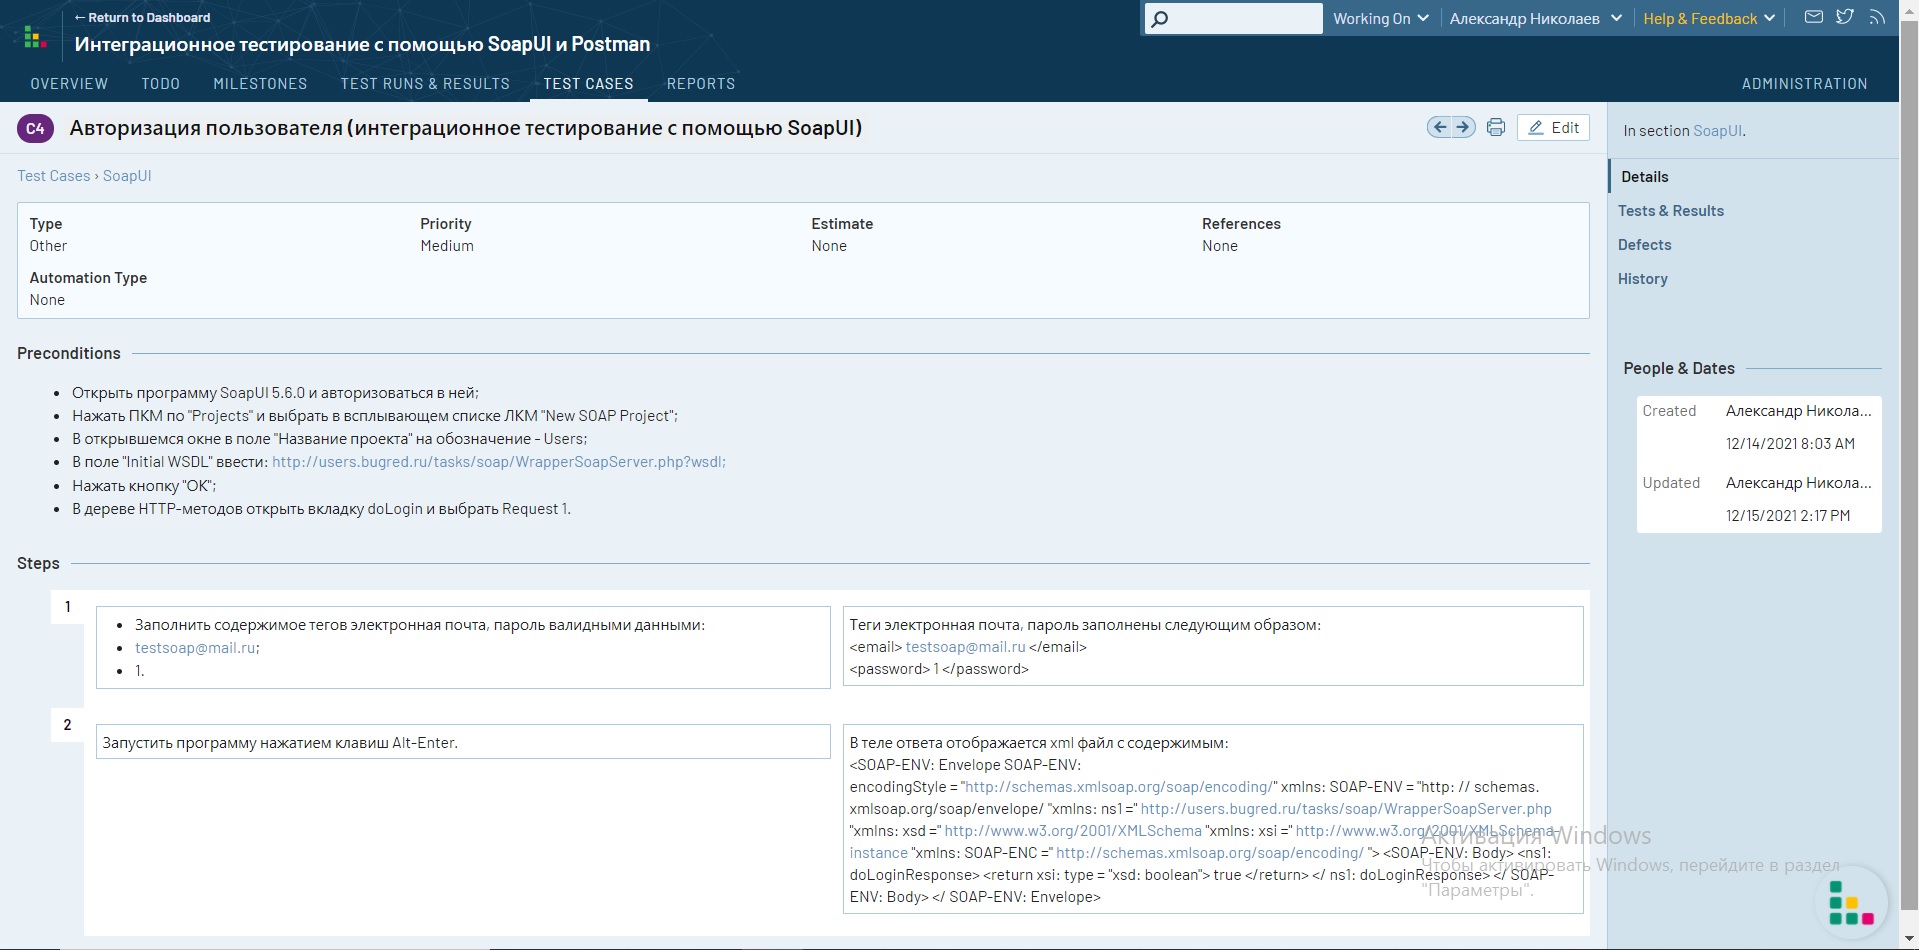 ← Return to Dashboard
Интеграционное тестирование с помощью SoapUI и Postman
Working On
Александр Николаев
Help & Feedback
OVERVIEW TODO MILESTONES TEST RUNS & RESULTS TEST CASES REPORTS ADMINISTRATION
C4 Авторизация пользователя (интеграционное тестирование с помощью SoapUI)
Edit
Test Cases › SoapUI
Type Priority Estimate References
Other Medium None None
Automation Type
None
Preconditions
• Открыть программу SoapUI 5.6.0 и авторизоваться в ней;
• Нажать ПКМ по "Projects" и выбрать в всплывающем списке ЛКМ "New SOAP Project";
• В открывшемся окне в поле "Название проекта" на обозначение - Users;
• В поле "Initial WSDL" ввести: http://users.bugred.ru/tasks/soap/WrapperSoapServer.php?wsdl;
• Нажать кнопку "ОК";
• В дереве HTTP-методов открыть вкладку doLogin и выбрать Request 1.
Steps
1
• Заполнить содержимое тегов электронная почта, пароль валидными данными:
• testsoap@mail.ru;
• 1.
Теги электронная почта, пароль заполнены следующим образом:
<email> testsoap@mail.ru </email>
<password> 1 </password>
2
Запустить программу нажатием клавиш Alt-Enter.
В теле ответа отображается xml файл с содержимым:
<SOAP-ENV: Envelope SOAP-ENV:
encodingStyle = "http://schemas.xmlsoap.org/soap/encoding/" xmlns: SOAP-ENV = "http: // schemas.
xmlsoap.org/soap/envelope/ "xmlns: ns1 =" http://users.bugred.ru/tasks/soap/WrapperSoapServer.php
"xmlns: xsd =" http://www.w3.org/2001/XMLSchema "xmlns: xsi =" http://www.w3.org/2001/XMLSchema-
instance "xmlns: SOAP-ENC =" http://schemas.xmlsoap.org/soap/encoding/ "> <SOAP-ENV: Body> <ns1:
doLoginResponse> <return xsi: type = "xsd: boolean"> true </return> </ ns1: doLoginResponse> </ SOAP-
ENV: Body> </ SOAP-ENV: Envelope>
In section SoapUI.
Details
Tests & Results
Defects
History
People & Dates
Created Александр Никола...
12/14/2021 8:03 AM
Updated Александр Никола...
12/15/2021 2:17 PM
Активация Windows
Чтобы активировать Windows, перейдите в раздел
"Параметры".